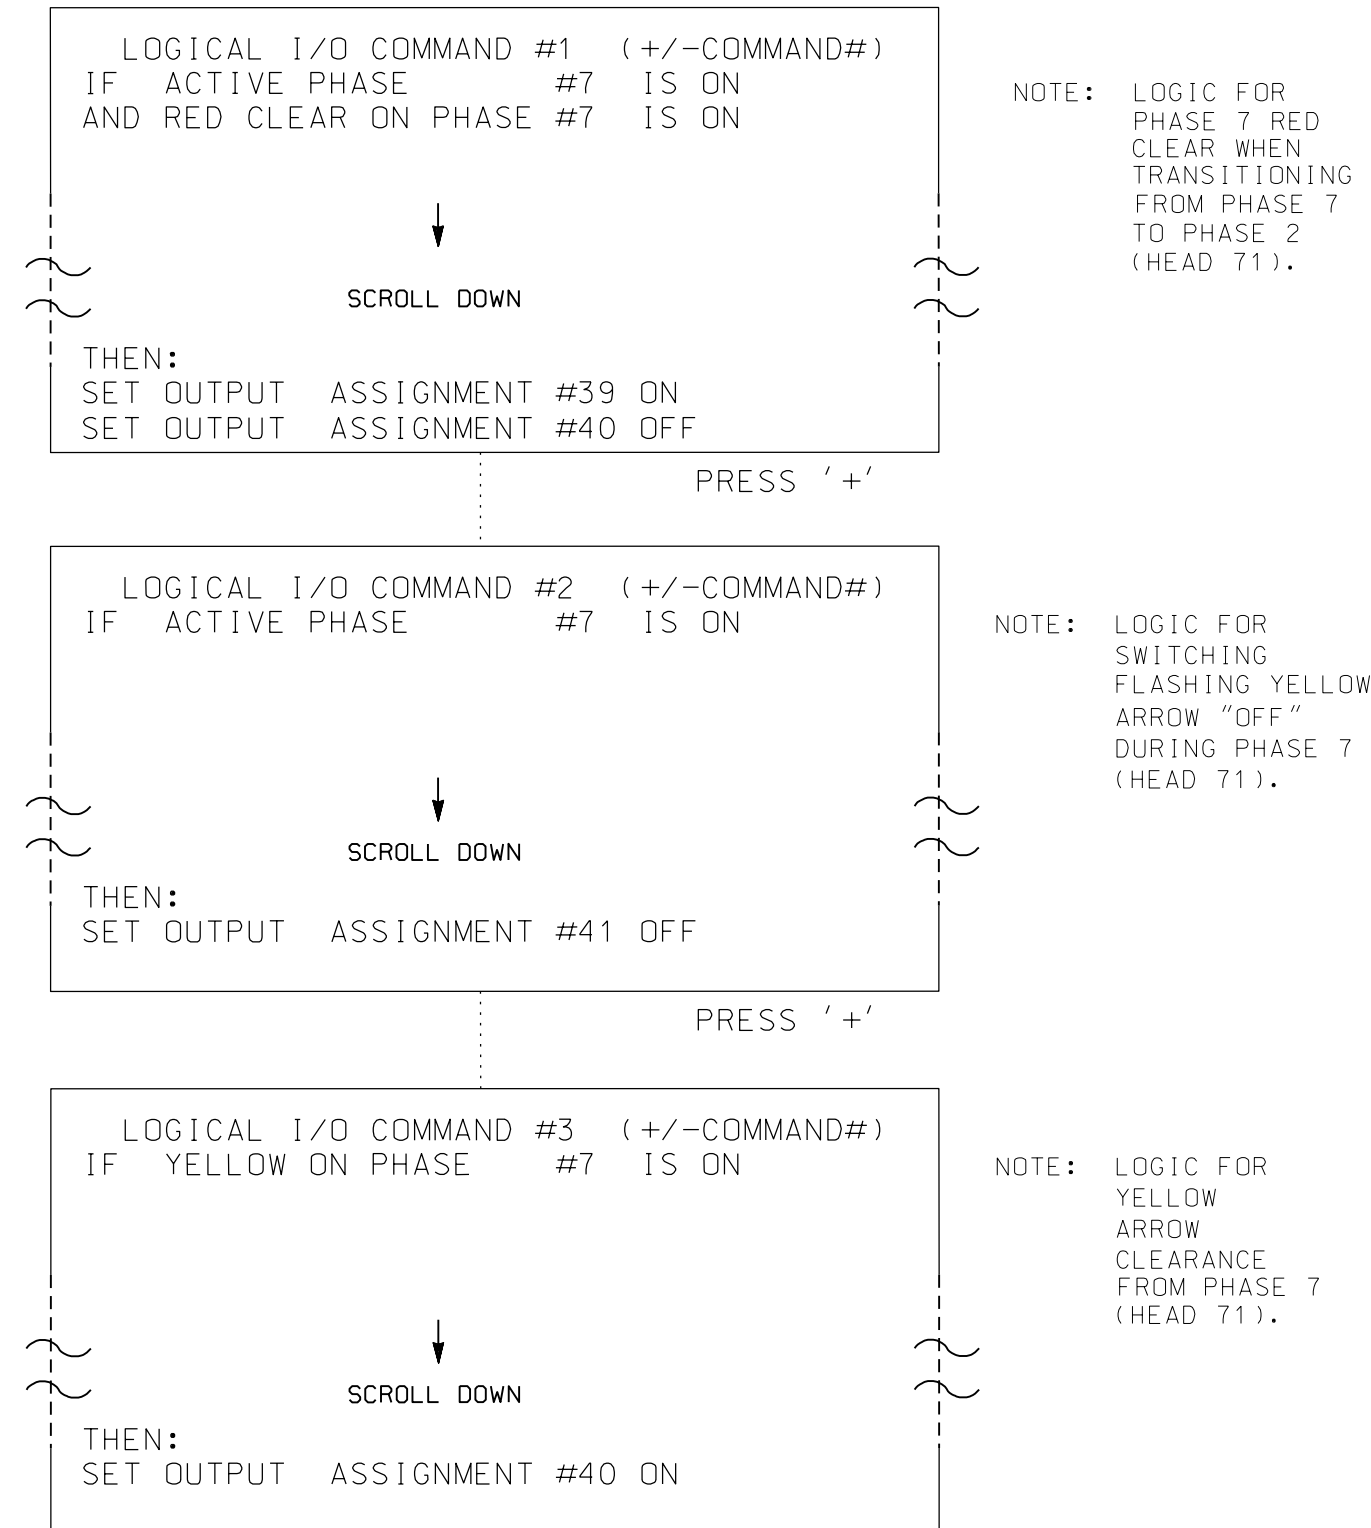 LOGICAL I/O COMMAND #1 (+/-COMMAND#)
IF ACTIVE PHASE #7 IS ON
AND RED CLEAR ON PHASE #7 IS ON
SCROLL DOWN
THEN:
SET OUTPUT ASSIGNMENT #39 ON
SET OUTPUT ASSIGNMENT #40 OFF
NOTE: LOGIC FOR
PHASE 7 RED
CLEAR WHEN
TRANSITIONING
FROM PHASE 7
TO PHASE 2
(HEAD 71).
PRESS '+'
LOGICAL I/O COMMAND #2 (+/-COMMAND#)
IF ACTIVE PHASE #7 IS ON
SCROLL DOWN
THEN:
SET OUTPUT ASSIGNMENT #41 OFF
NOTE: LOGIC FOR
SWITCHING
FLASHING YELLOW
ARROW "OFF"
DURING PHASE 7
(HEAD 71).
PRESS '+'
LOGICAL I/O COMMAND #3 (+/-COMMAND#)
IF YELLOW ON PHASE #7 IS ON
SCROLL DOWN
THEN:
SET OUTPUT ASSIGNMENT #40 ON
NOTE: LOGIC FOR
YELLOW
ARROW
CLEARANCE
FROM PHASE 7
(HEAD 71).